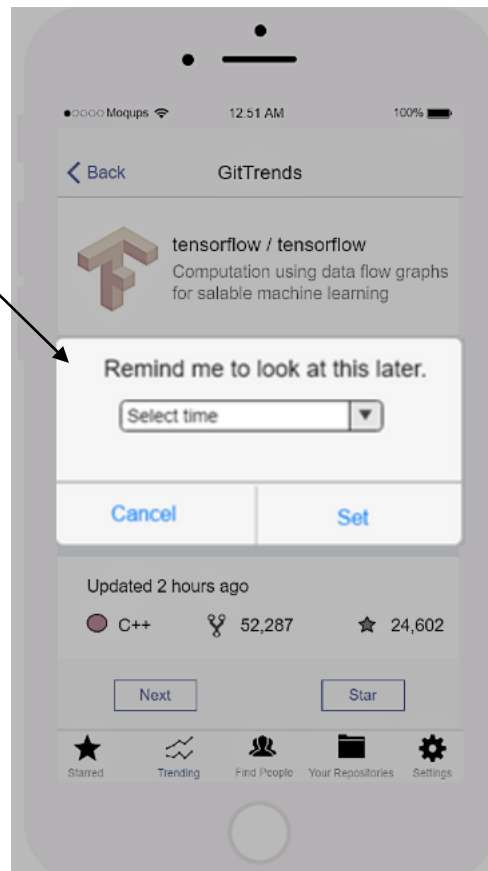 Moqups 12.51 AM 100%
Back GitTrends
tensorflow / tensorflow
Computation using data flow graphs
for salable machine learning
Remind me to look at this later.
Select time
Cancel Set
Updated 2 hours ago
C++ 52,287 24,602
Next Star
Starred Trending Find People Your Repositories Settings